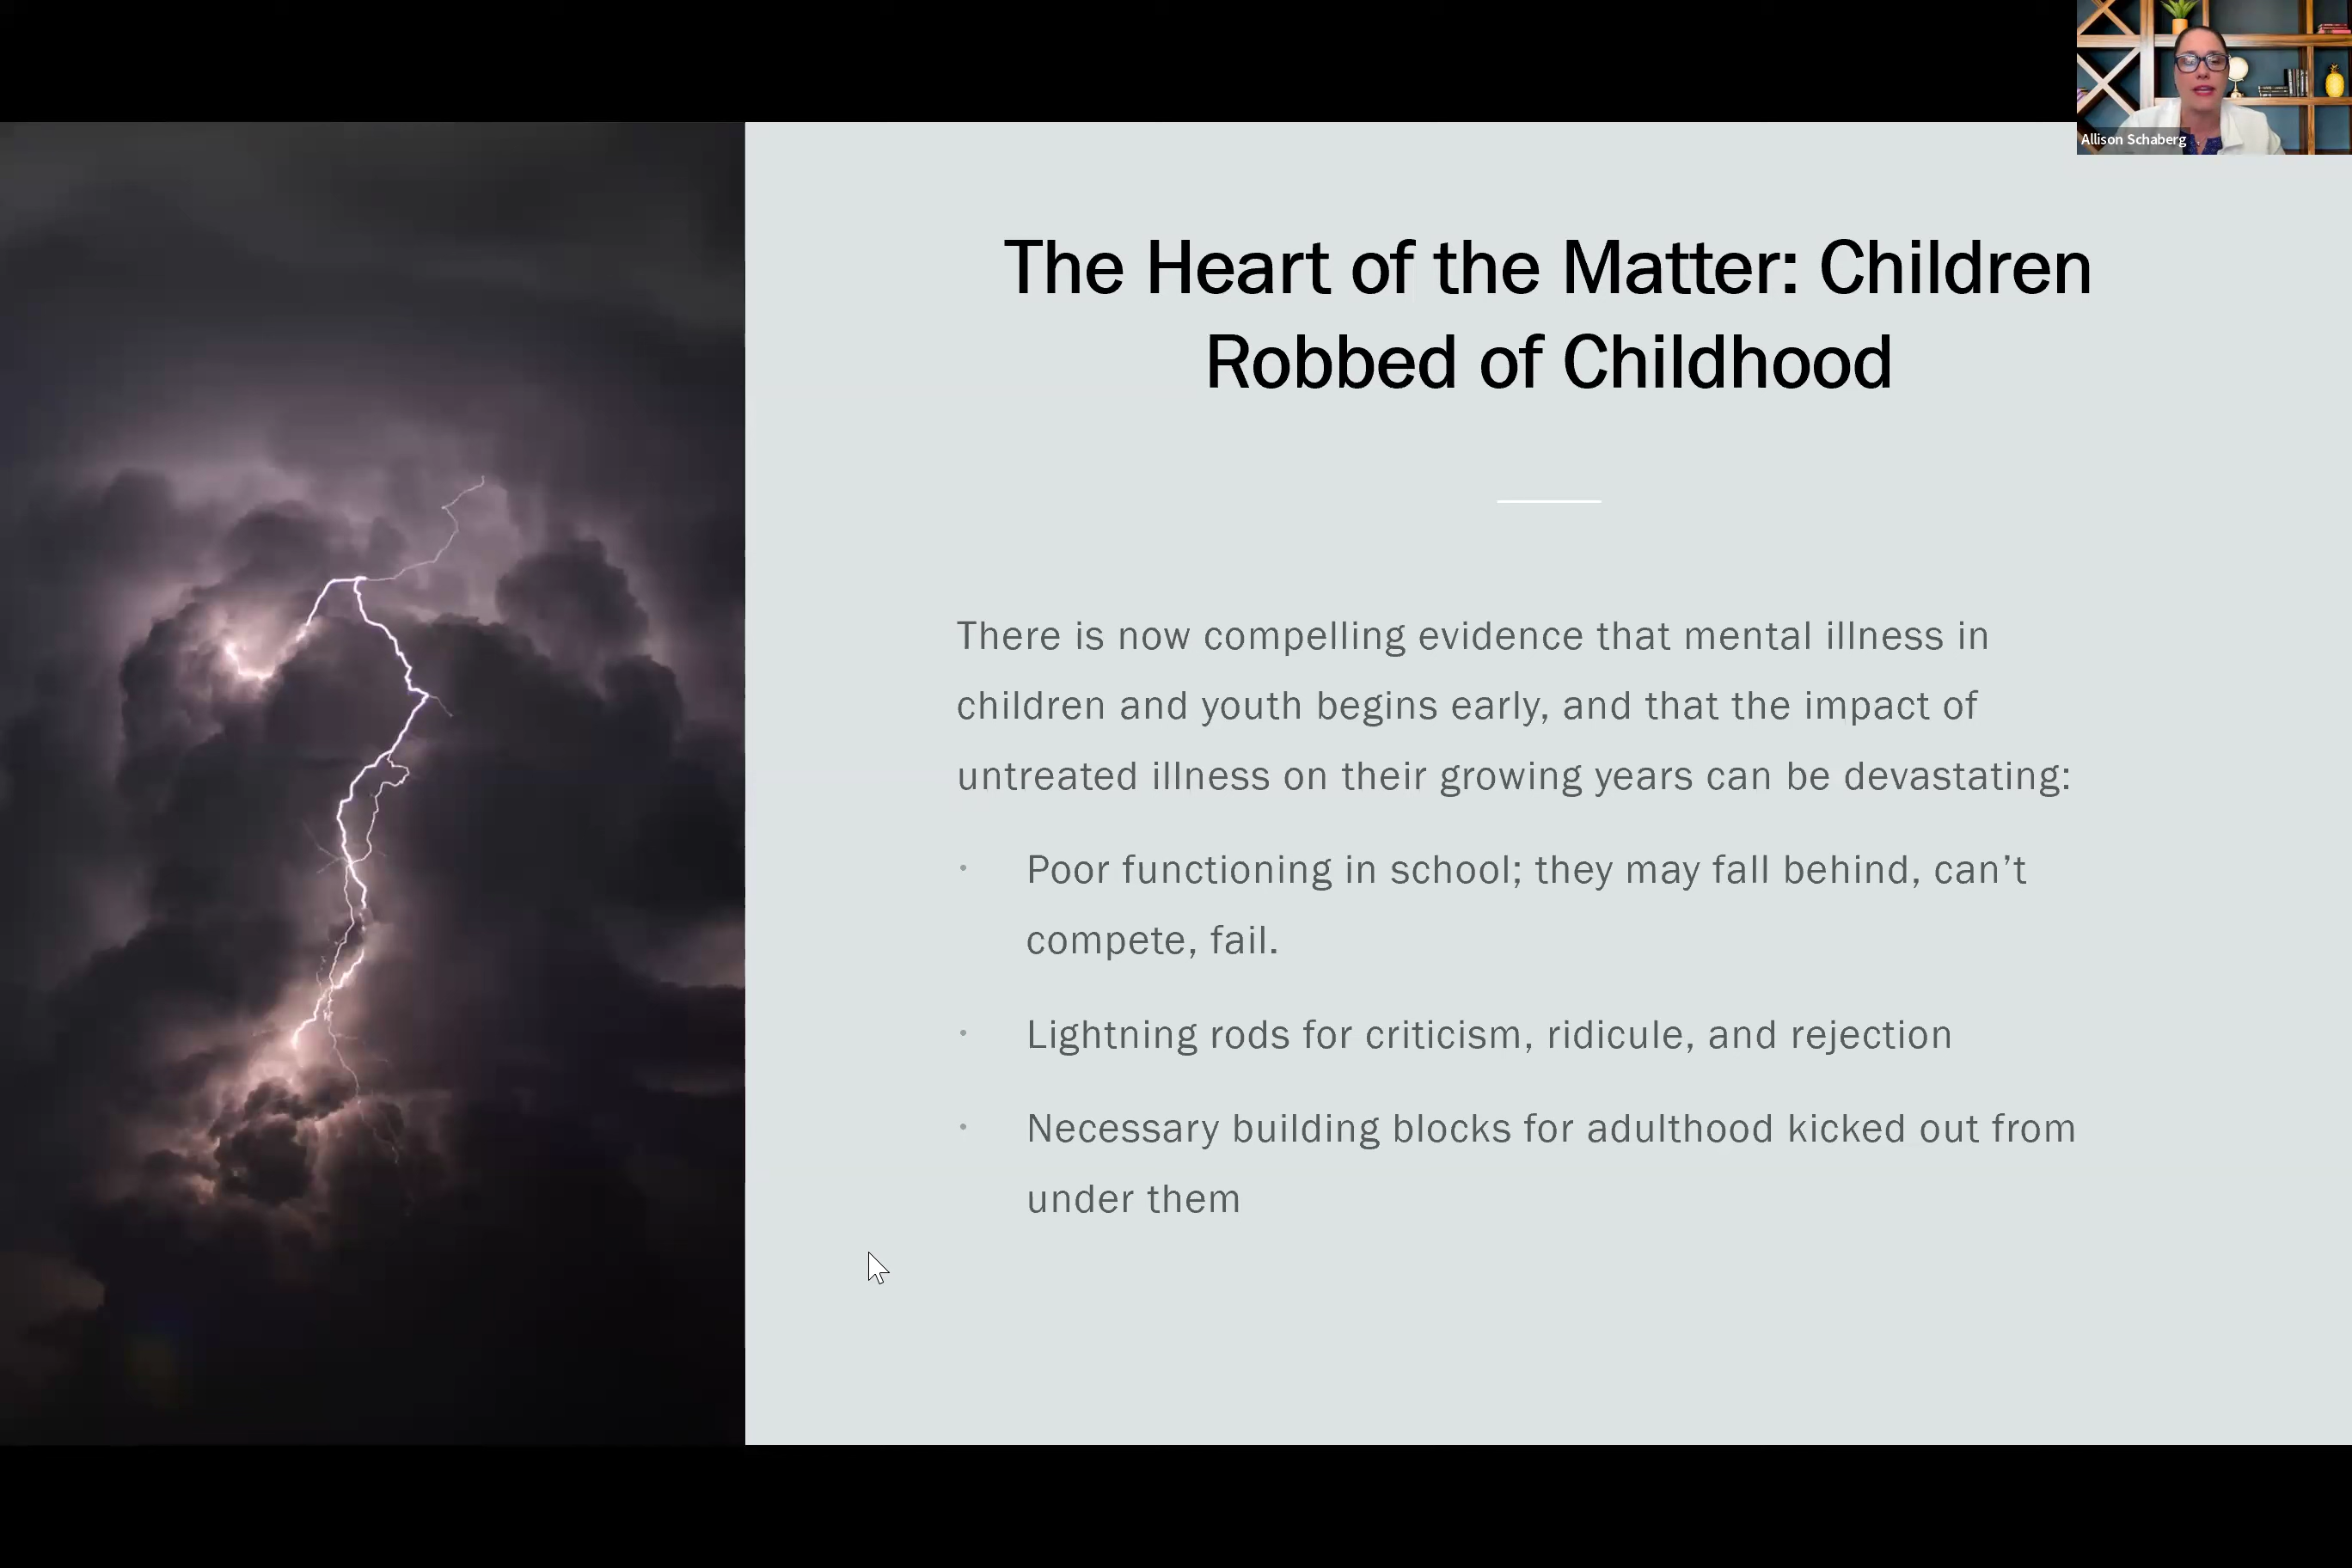 Allison Schaberg
The Heart of the Matter: Children
Robbed of Childhood
There is now compelling evidence that mental illness in
children and youth begins early, and that the impact of
untreated illness on their growing years can be devastating:
• Poor functioning in school; they may fall behind, can’t
compete, fail.
• Lightning rods for criticism, ridicule, and rejection
• Necessary building blocks for adulthood kicked out from
under them